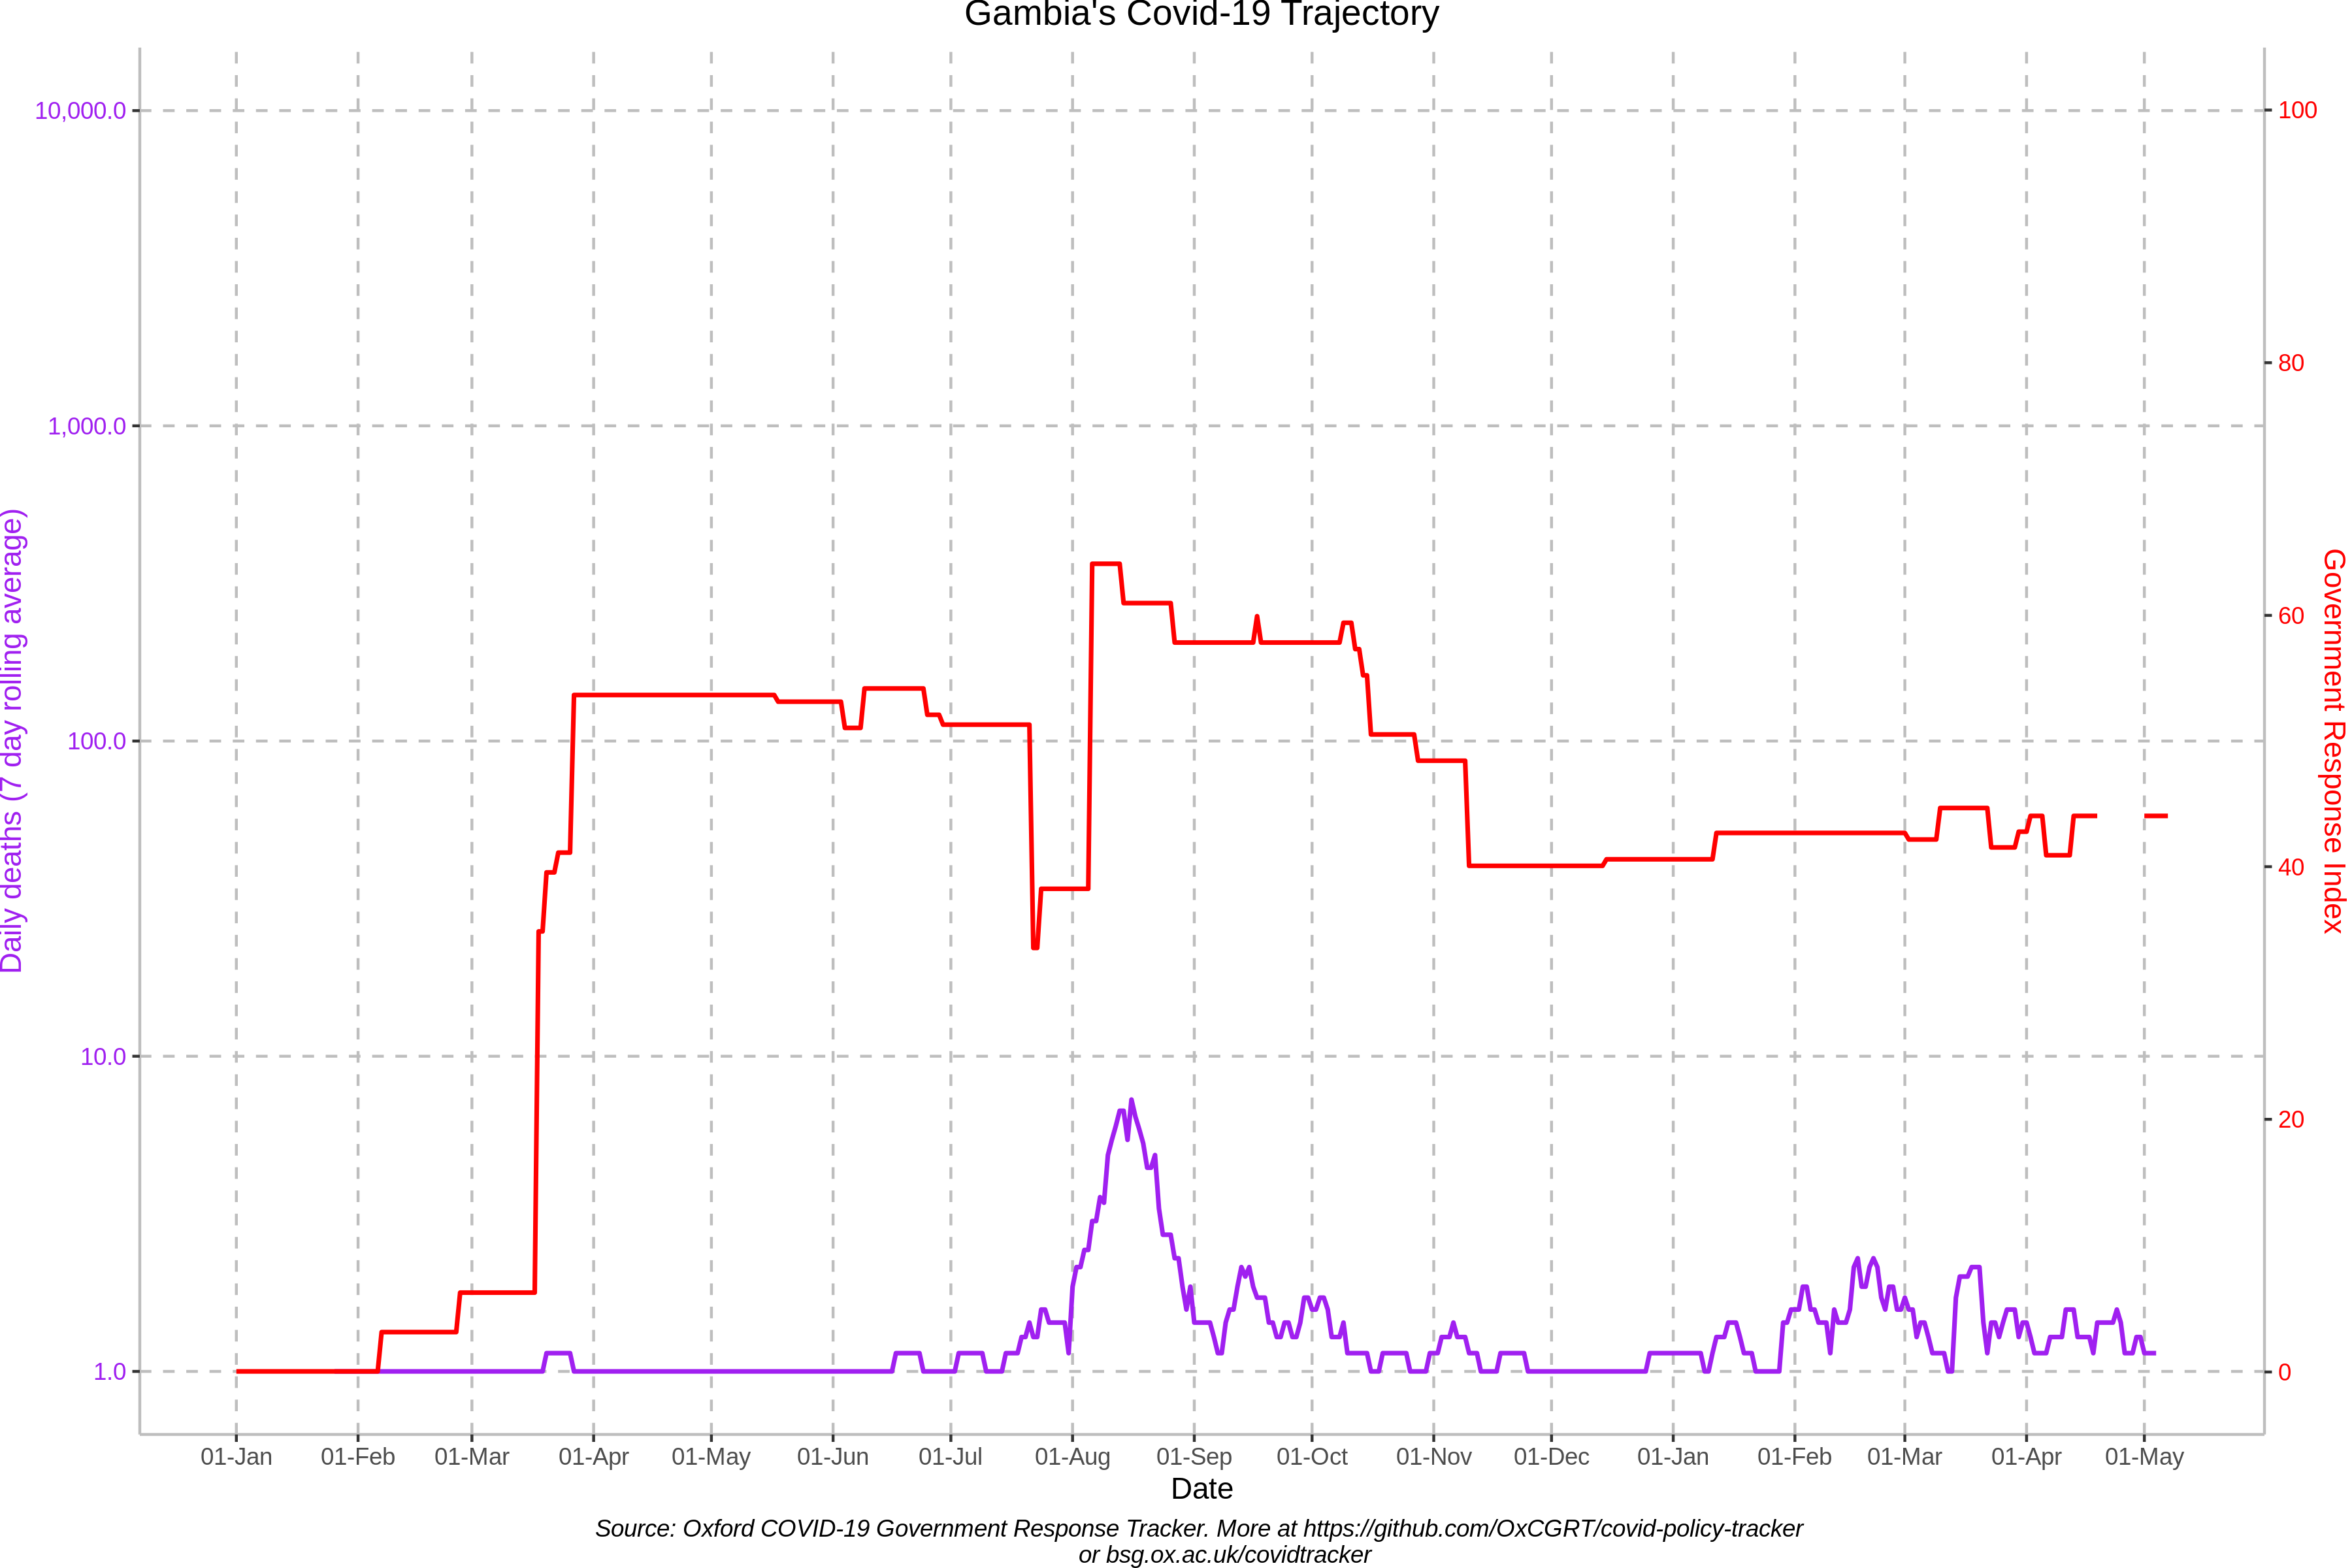 Gambia's Covid-19 Trajectory
10,000.0
1,000.0
100.0
10.0
1.0
Daily deaths (7 day rolling average)
100
80
60
40
20
0
Government Response Index
01-Jan 01-Feb 01-Mar 01-Apr 01-May 01-Jun 01-Jul 01-Aug 01-Sep 01-Oct 01-Nov 01-Dec 01-Jan 01-Feb 01-Mar 01-Apr 01-May
Date
Source: Oxford COVID-19 Government Response Tracker. More at https://github.com/OxCGRT/covid-policy-tracker
or bsg.ox.ac.uk/covidtracker